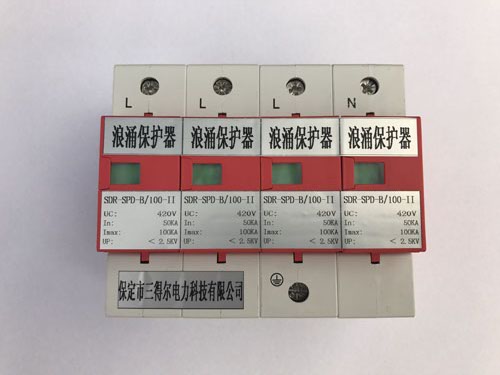 L L L N
浪涌保护器 浪涌保护器 浪涌保护器 浪涌保护器
SDR-SPD-B/100-II SDR-SPD-B/100-II SDR-SPD-B/100-II SDR-SPD-B/100-II
UC: 420V UC: 420V UC: 420V UC: 420V
In: 50KA In: 50KA In: 50KA In: 50KA
Imax: 100KA Imax: 100KA Imax: 100KA Imax: 100KA
UP: < 2.5KV UP: < 2.5KV UP: < 2.5KV UP: < 2.5KV
保定市三得尔电力科技有限公司